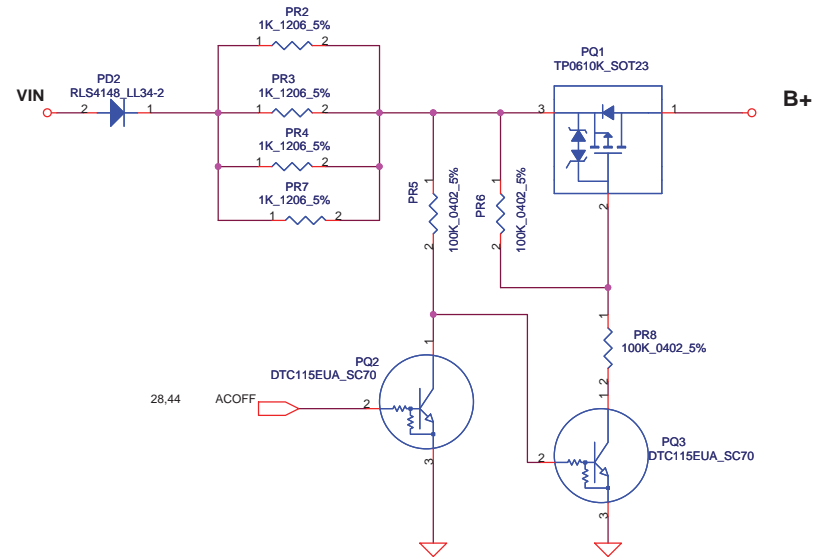 PR2
1K_1206_5%
1 2
PQ1
TP0610K_SOT23
PD2
RLS4148_LL34-2
VIN
2 1
PR3
1K_1206_5%
1 2
3 1
B+
PR4
1K_1206_5%
1 2
PR7
1K_1206_5%
1 2
1
PR5
100K_0402_5%
2
1
PR6
100K_0402_5%
2
2
1
PR8
100K_0402_5%
2
1
PQ2
DTC115EUA_SC70
28,44 ACOFF
2
3
1
PQ3
DTC115EUA_SC70
2
3